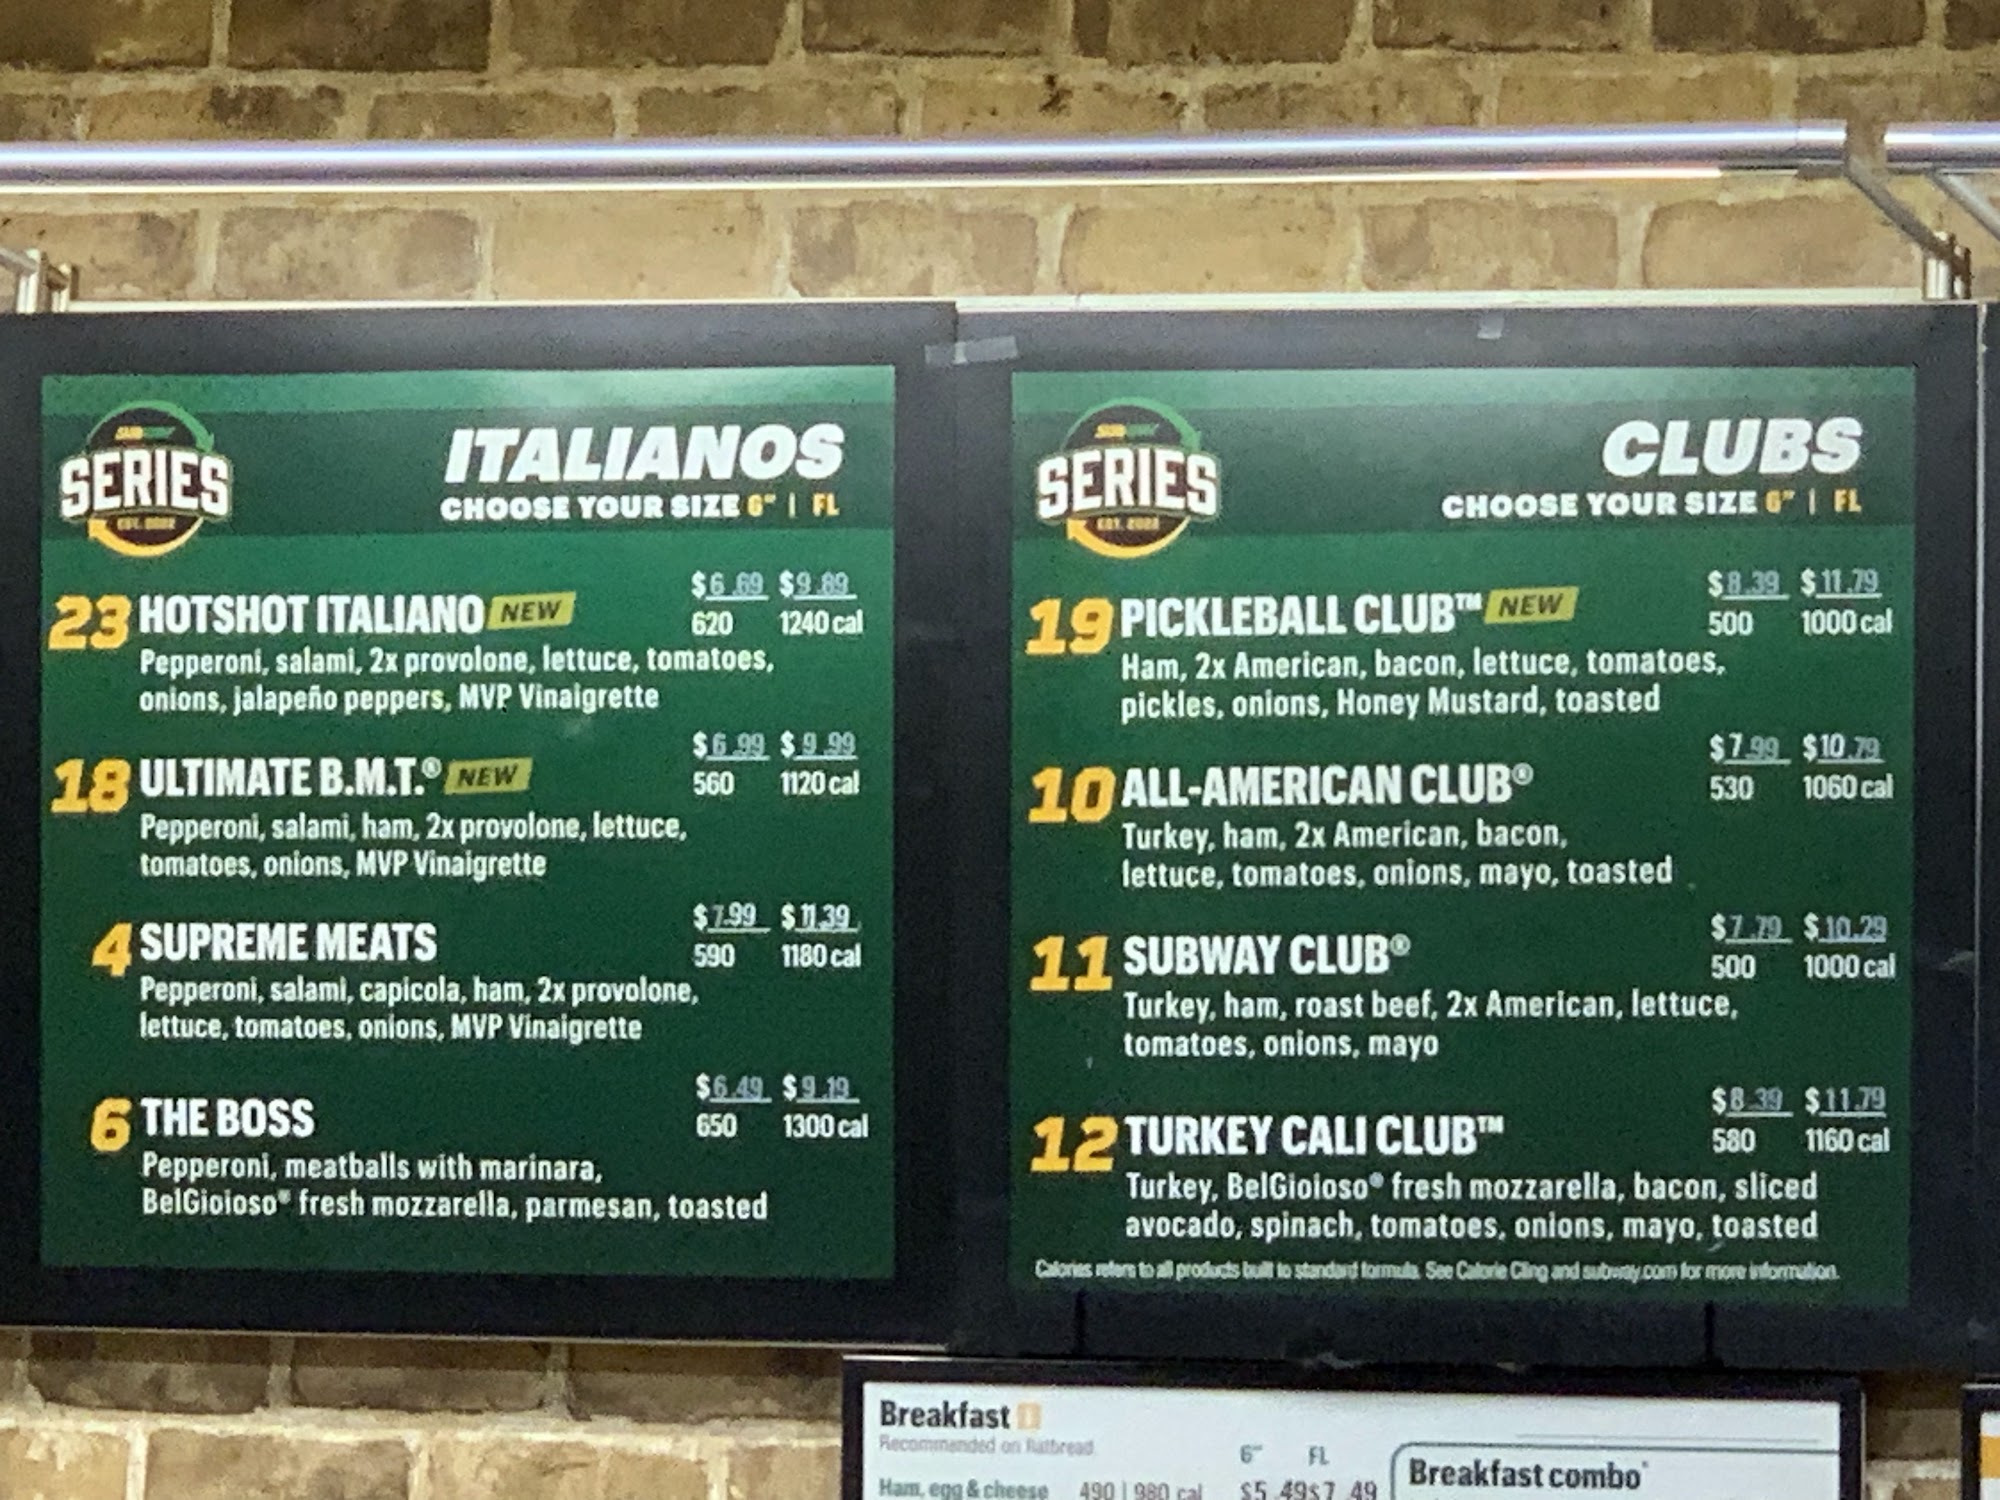 SUBWAY
SERIES
EST. 2022
ITALIANOS
CHOOSE YOUR SIZE 6" | FL
23 HOTSHOT ITALIANO NEW $6.69 $9.89
620 1240 cal
Pepperoni, salami, 2x provolone, lettuce, tomatoes,
onions, jalapeño peppers, MVP Vinaigrette
18 ULTIMATE B.M.T.® NEW $6.99 $9.99
560 1120 cal
Pepperoni, salami, ham, 2x provolone, lettuce,
tomatoes, onions, MVP Vinaigrette
4 SUPREME MEATS $7.99 $11.39
590 1180 cal
Pepperoni, salami, capicola, ham, 2x provolone,
lettuce, tomatoes, onions, MVP Vinaigrette
6 THE BOSS $6.49 $9.19
650 1300 cal
Pepperoni, meatballs with marinara,
BelGioioso® fresh mozzarella, parmesan, toasted
SUBWAY
SERIES
EST. 2022
CLUBS
CHOOSE YOUR SIZE 6" | FL
19 PICKLEBALL CLUB™ NEW $8.39 $11.79
500 1000 cal
Ham, 2x American, bacon, lettuce, tomatoes,
pickles, onions, Honey Mustard, toasted
10 ALL-AMERICAN CLUB® $7.99 $10.79
530 1060 cal
Turkey, ham, 2x American, bacon,
lettuce, tomatoes, onions, mayo, toasted
11 SUBWAY CLUB® $7.79 $10.29
500 1000 cal
Turkey, ham, roast beef, 2x American, lettuce,
tomatoes, onions, mayo
12 TURKEY CALI CLUB™ $8.39 $11.79
580 1160 cal
Turkey, BelGioioso® fresh mozzarella, bacon, sliced
avocado, spinach, tomatoes, onions, mayo, toasted
Calories refers to all products built to standard formula. See Calorie Cling and subway.com for more information.
Breakfast
Recommended on flatbread
6" FL
Ham, egg & cheese 490 | 980 cal $5.49 $7.49
Breakfast combo*